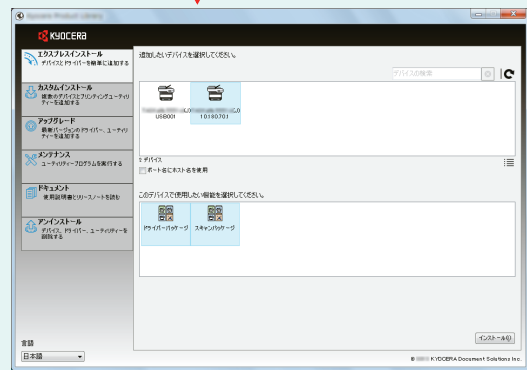 Kyocera Product Library
KYOCERA
エクスプレスインストール
デバイスとドライバーを簡単に追加する
カスタムインストール
複数のデバイスとプリンティングユーティリ
ティーを追加する
アップグレード
最新バージョンのドライバー、ユーティリ
ティーを追加する
メンテナンス
ユーティリティープログラムを実行する
ドキュメント
使用説明書とリリースノートを読む
アンインストール
デバイス、ドライバー、ユーティリティーを
削除する
言語
日本語
追加したいデバイスを選択してください。
デバイスの検索
USB001
10.180.70.1
2 デバイス
ポート名にホスト名を使用
このデバイスで使用したい機能を選択してください。
ドライバーパッケージ
スキャンパッケージ
インストール(I)
© KYOCERA Document Solutions Inc.